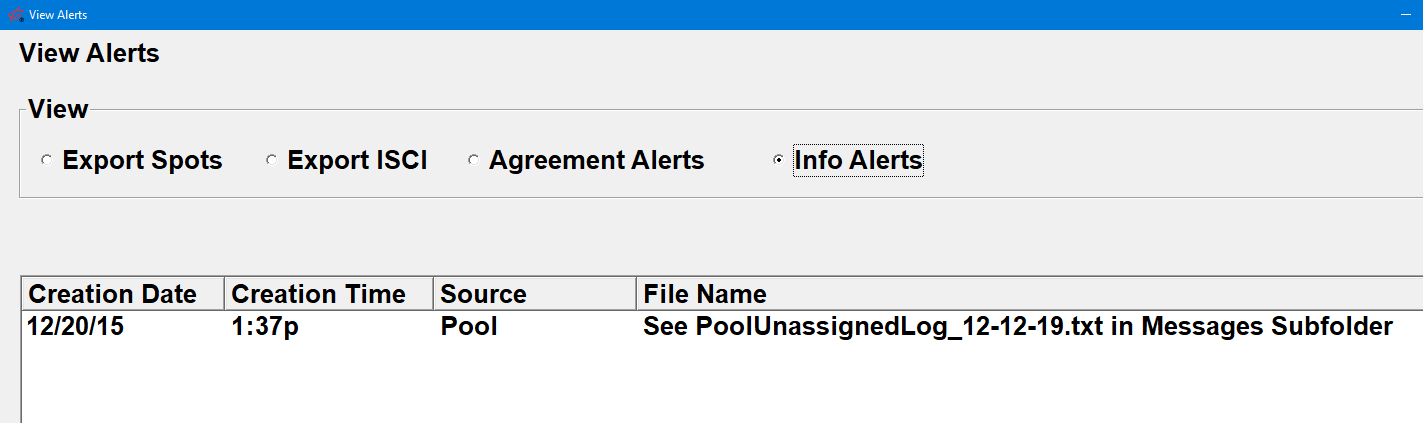 View Alerts
View Alerts
View
Export Spots Export ISCI Agreement Alerts Info Alerts
Creation Date Creation Time Source File Name
12/20/15 1:37p Pool See PoolUnassignedLog_12-12-19.txt in Messages Subfolder